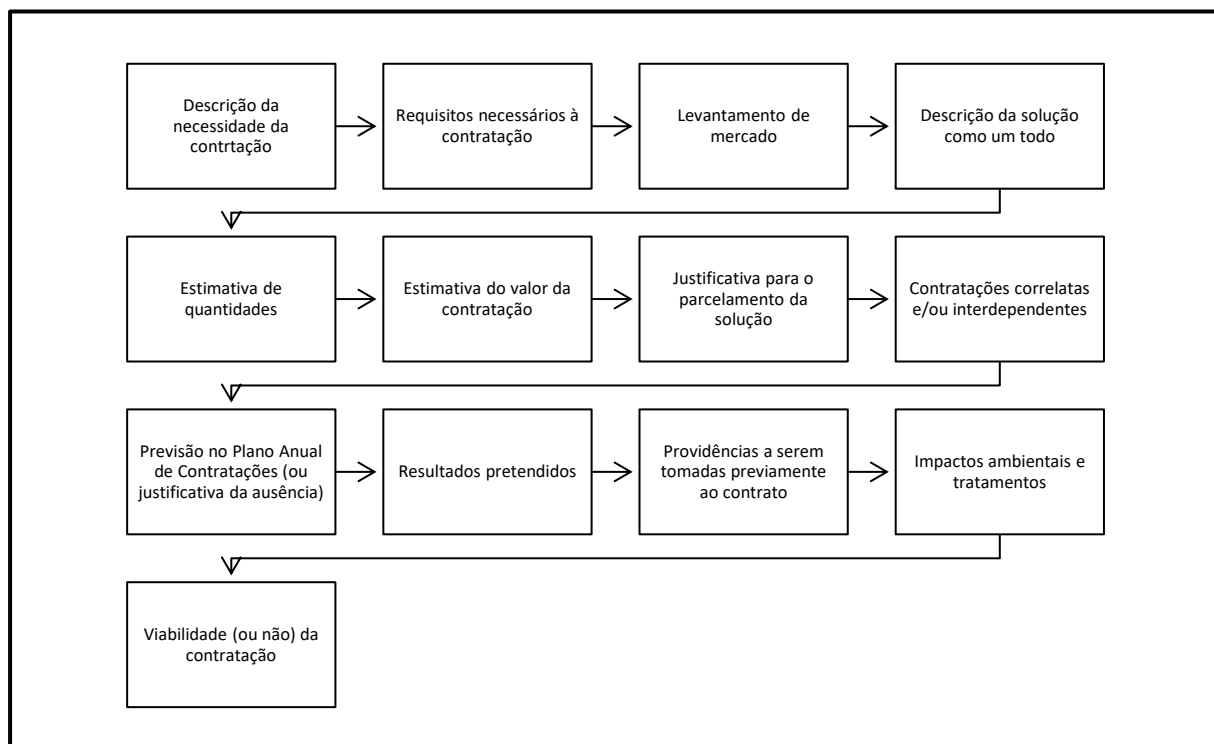 Descrição da
necessidade da
contrtação
Requisitos necessários à
contratação
Levantamento de
mercado
Descrição da solução
como um todo
Estimativa de
quantidades
Estimativa do valor da
contratação
Justificativa para o
parcelamento da
solução
Contratações correlatas
e/ou interdependentes
Previsão no Plano Anual
de Contratações (ou
justificativa da ausência)
Resultados pretendidos
Providências a serem
tomadas previamente
ao contrato
Impactos ambientais e
tratamentos
Viabilidade (ou não) da
contratação